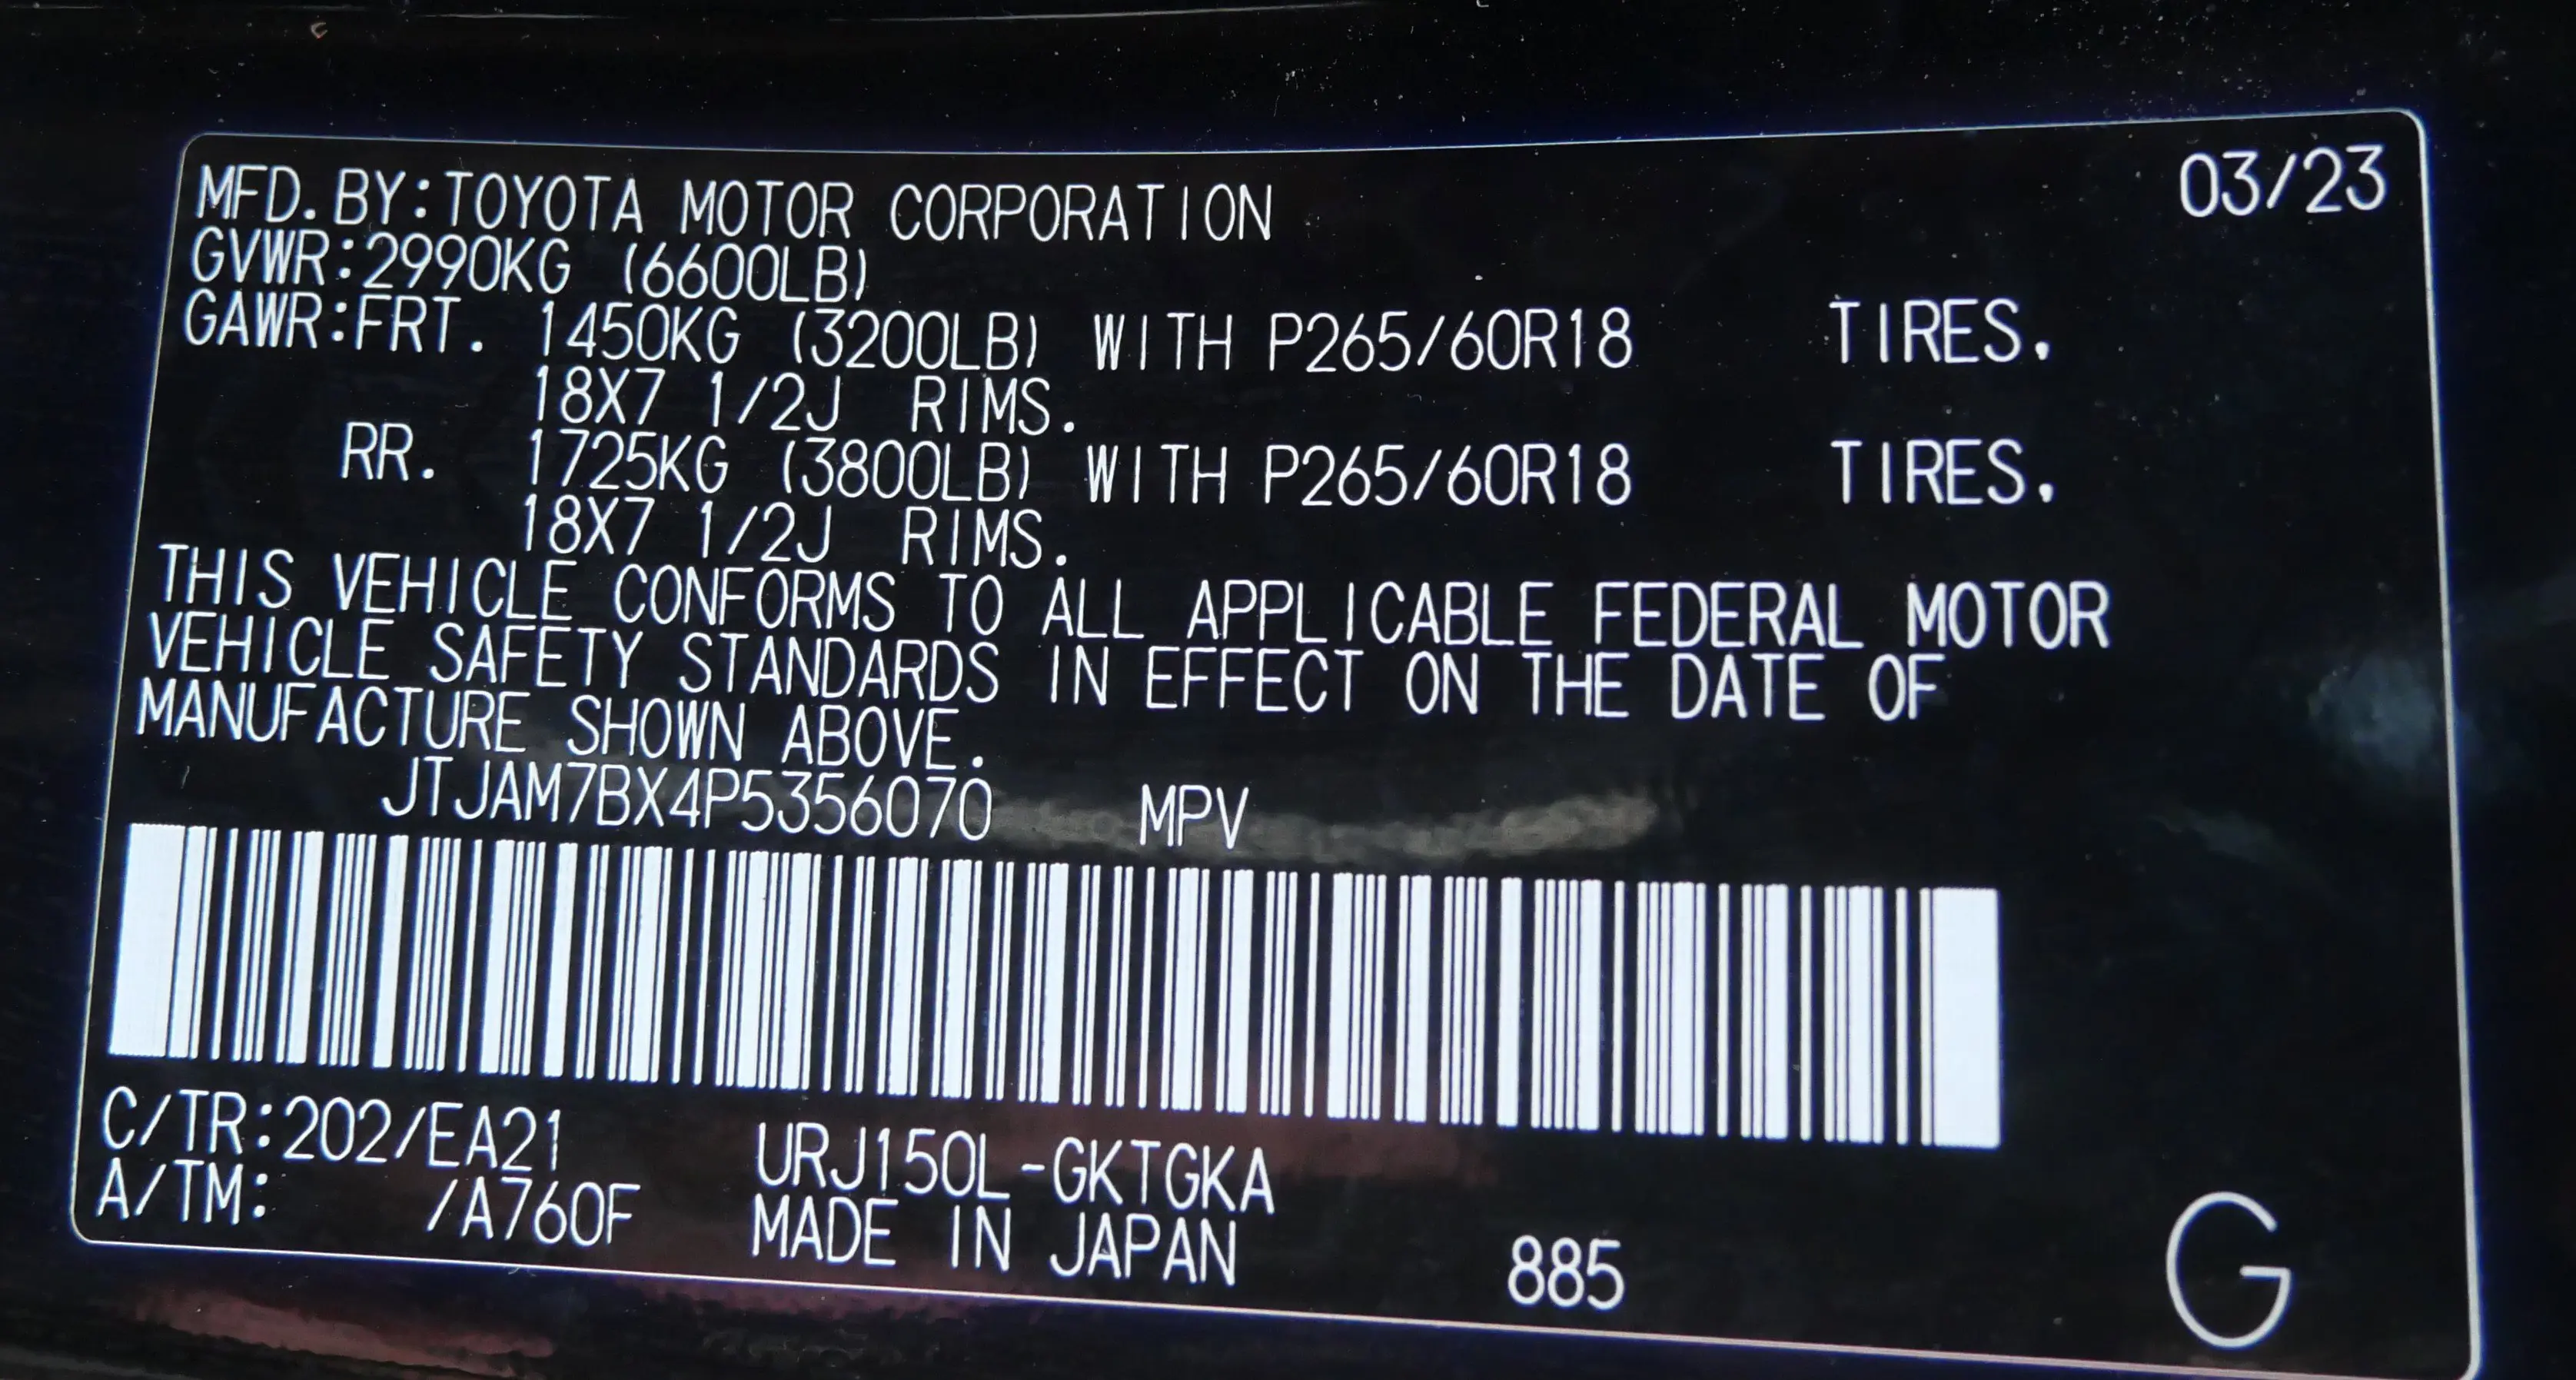 03/23
MFD.BY:TOYOTA MOTOR CORPORATION
GVWR:2990KG (6600LB)
GAWR:FRT. 1450KG (3200LB) WITH P265/60R18 TIRES.
18X7 1/2J RIMS.
RR. 1725KG (3800LB) WITH P265/60R18 TIRES.
18X7 1/2J RIMS.
THIS VEHICLE CONFORMS TO ALL APPLICABLE FEDERAL MOTOR
VEHICLE SAFETY STANDARDS IN EFFECT ON THE DATE OF
MANUFACTURE SHOWN ABOVE.
JTJAM7BX4P5356070 MPV
C/TR:202/EA21 URJ150L-GKTGKA
A/TM: /A760F MADE IN JAPAN 885 G